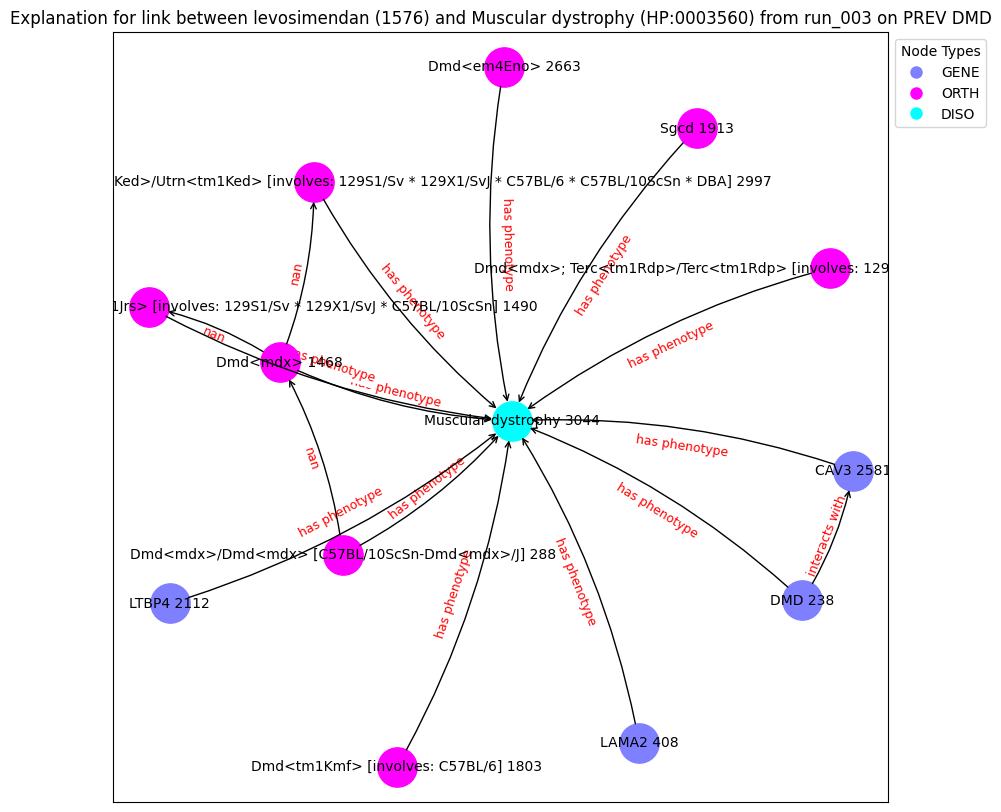 Explanation for link between levosimendan (1576) and Muscular dystrophy (HP:0003560) from run_003 on PREV DMD
Node Types
GENE
ORTH
DISO
Dmd<em4Eno> 2663
Sgcd 1913
Ked>/Utrn<tm1Ked> [involves: 129S1/Sv * 129X1/SvJ * C57BL/6 * C57BL/10ScSn * DBA] 2997
has phenotype
has phenotype
Dmd<mdx>; Terc<tm1Rdp>/Terc<tm1Rdp> [involves: 129
nan
has phenotype
1Jrs> [involves: 129S1/Sv * 129X1/SvJ * C57BL/10ScSn] 1490
nan
has phenotype
Dmd<mdx> 1468
has phenotype
has phenotype
Muscular dystrophy 3044
has phenotype
nan
CAV3 2581
has phenotype
has phenotype
has phenotype
interacts with
Dmd<mdx>/Dmd<mdx> [C57BL/10ScSn-Dmd<mdx>/J] 288
has phenotype
has phenotype
LTBP4 2112
DMD 238
LAMA2 408
Dmd<tm1Kmf> [involves: C57BL/6] 1803